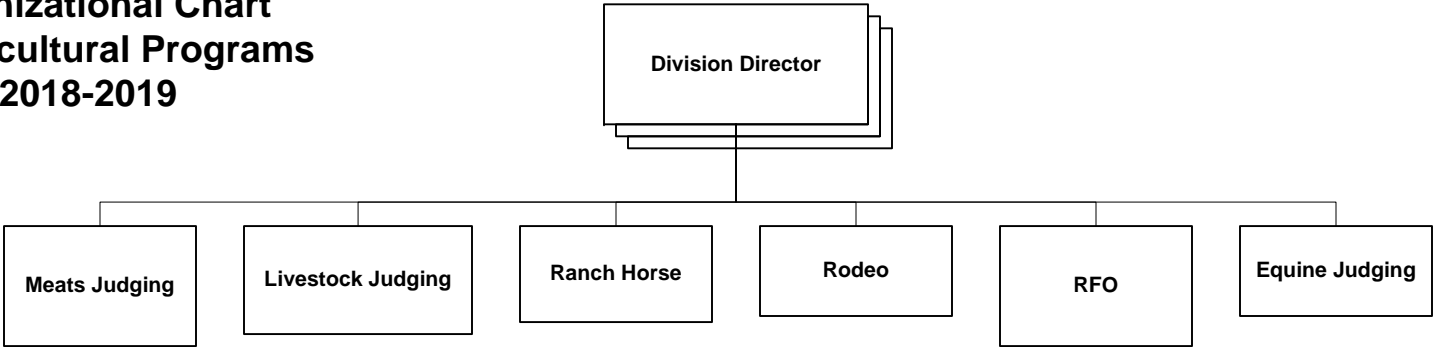 nizational Chart
cultural Programs
2018-2019
Division Director
Meats Judging
Livestock Judging
Ranch Horse
Rodeo
RFO
Equine Judging